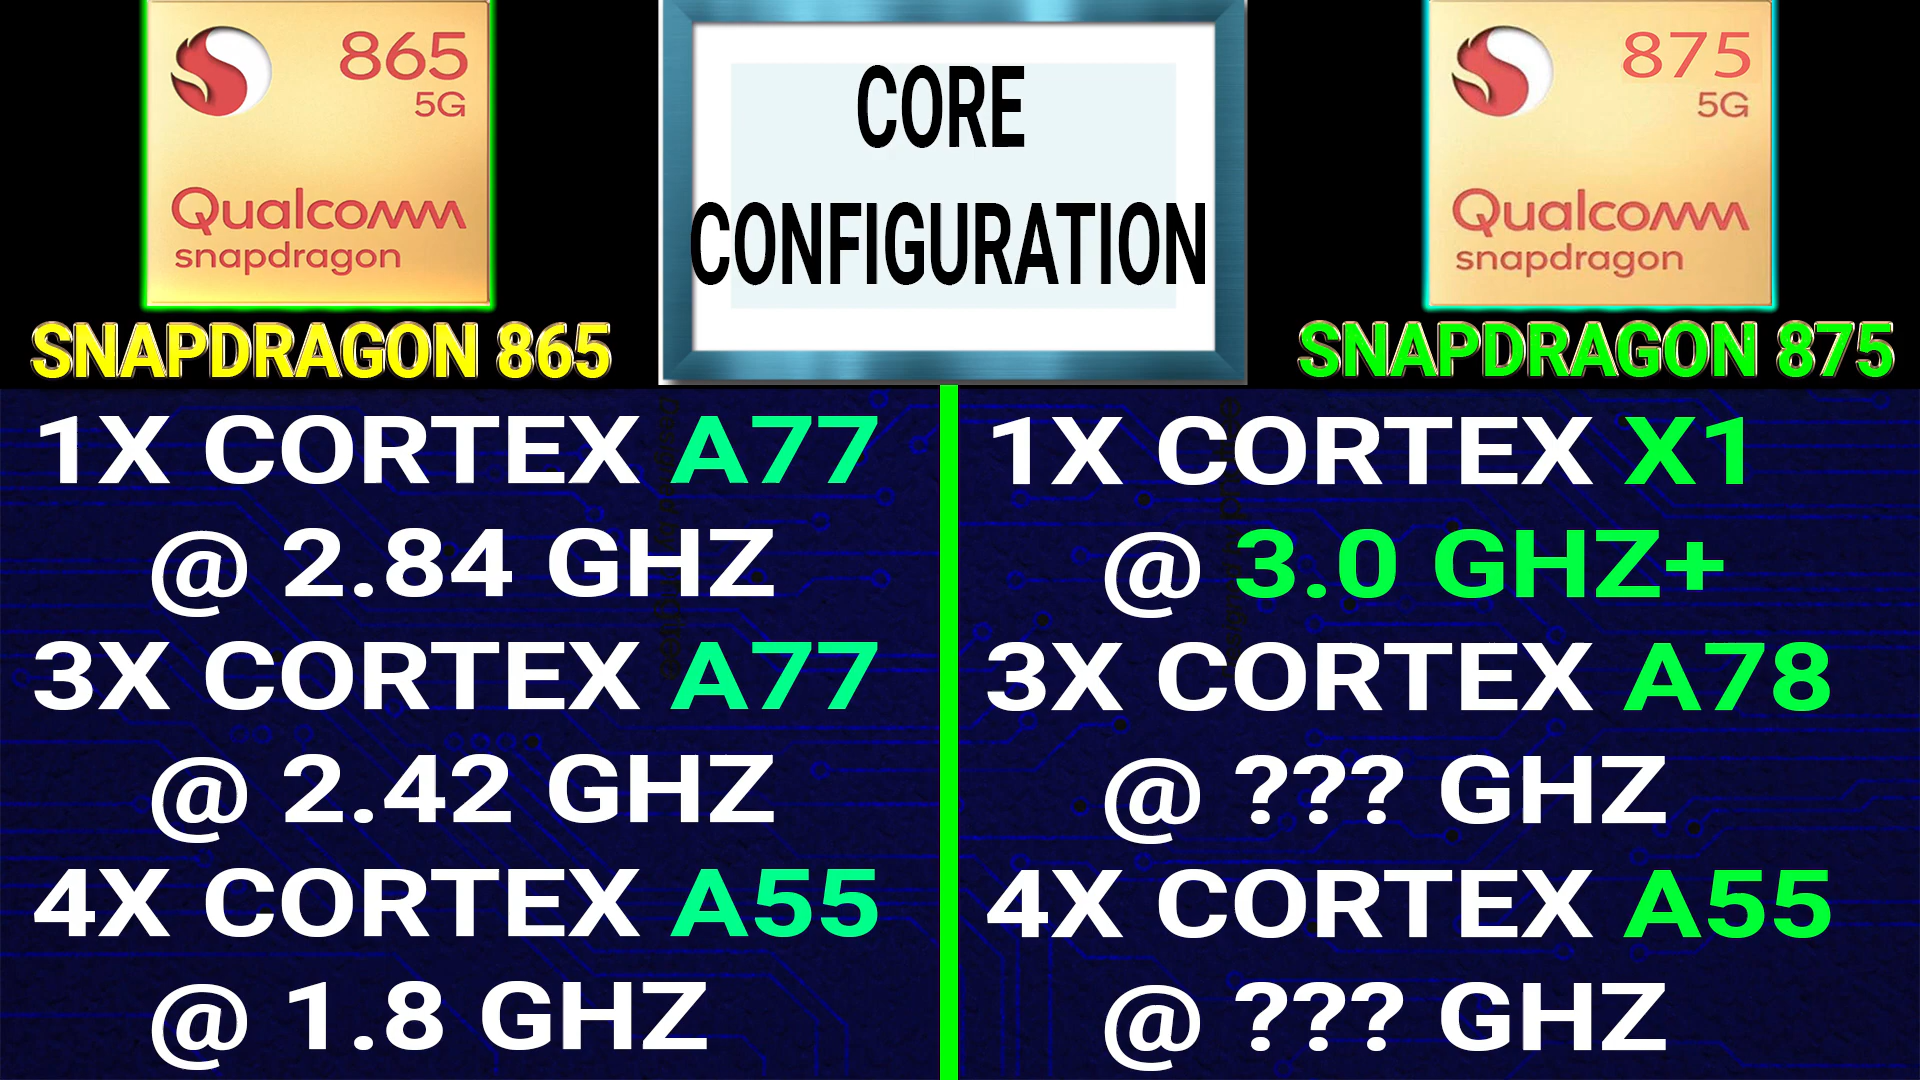 865
5G
Qualcomm
snapdragon
SNAPDRAGON 865
CORE
CONFIGURATION
875
5G
Qualcomm
snapdragon
SNAPDRAGON 875
1X CORTEX A77
@ 2.84 GHZ
3X CORTEX A77
@ 2.42 GHZ
4X CORTEX A55
@ 1.8 GHZ
1X CORTEX X1
@ 3.0 GHZ+
3X CORTEX A78
@ ??? GHZ
4X CORTEX A55
@ ??? GHZ